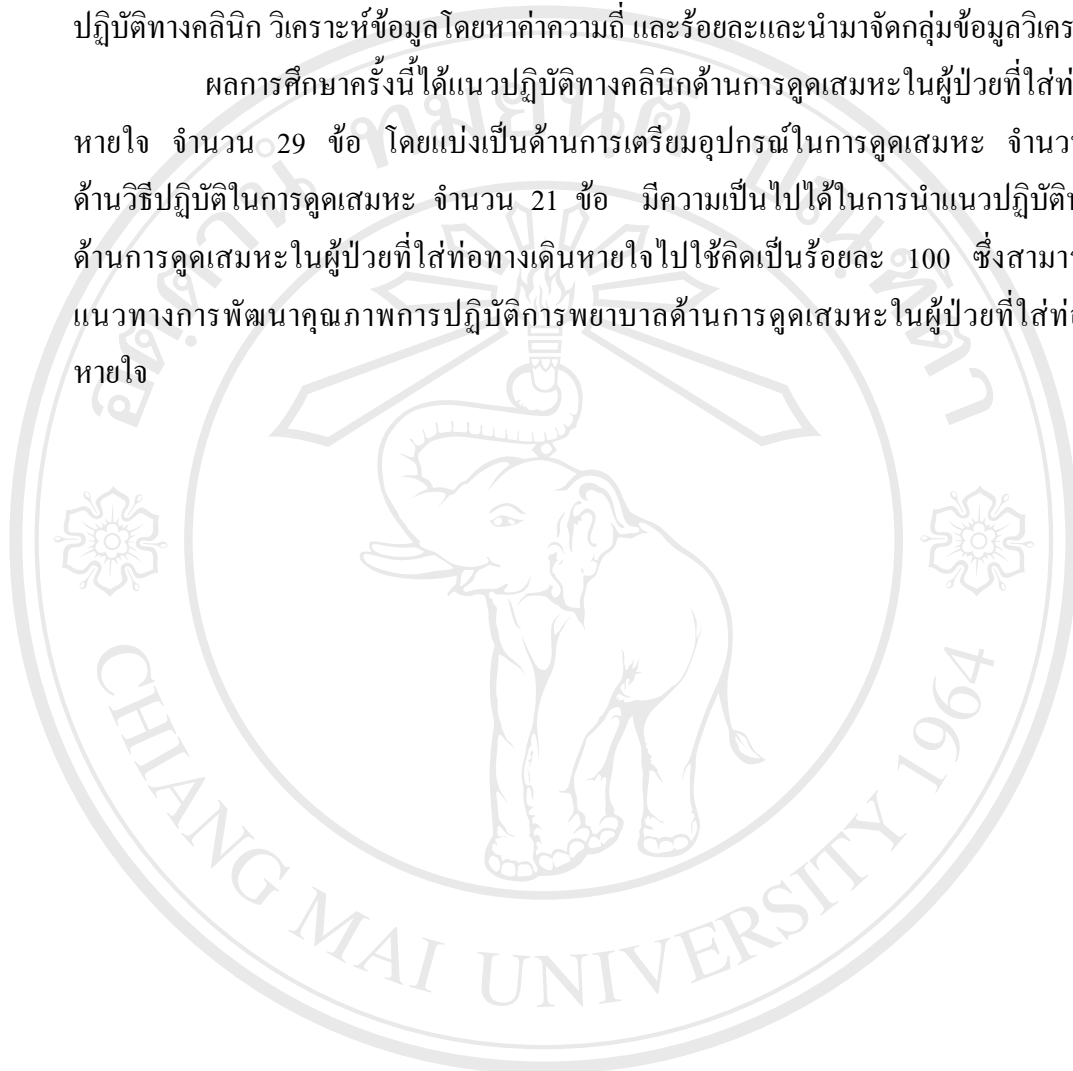 ปฏิบัติทางคลินิก วิเคราะห์ข้อมูลโดยหาค่าความถี่ และร้อยละและนำมาจัดกลุ่มข้อมูลวิเคร
ผลการศึกษาครั้งนี้ได้แนวปฏิบัติทางคลินิกด้านการดูดเสมหะในผู้ป่วยที่ใส่ท่
หายใจ จำนวน 29 ข้อ โดยแบ่งเป็นด้านการเตรียมอุปกรณ์ในการดูดเสมหะ จำนว
ด้านวิธีปฏิบัติในการดูดเสมหะ จำนวน 21 ข้อ มีความเป็นไปได้ในการนำแนวปฏิบัติท
ด้านการดูดเสมหะในผู้ป่วยที่ใส่ท่อทางเดินหายใจไปใช้คิดเป็นร้อยละ 100 ซึ่งสามาร
แนวทางการพัฒนาคุณภาพการปฏิบัติการพยาบาลด้านการดูดเสมหะในผู้ป่วยที่ใส่ท่อ
หายใจ
อตฺตานํ ทมยนฺติ ปณฺฑิตา
CHIANG MAI UNIVERSITY 1964